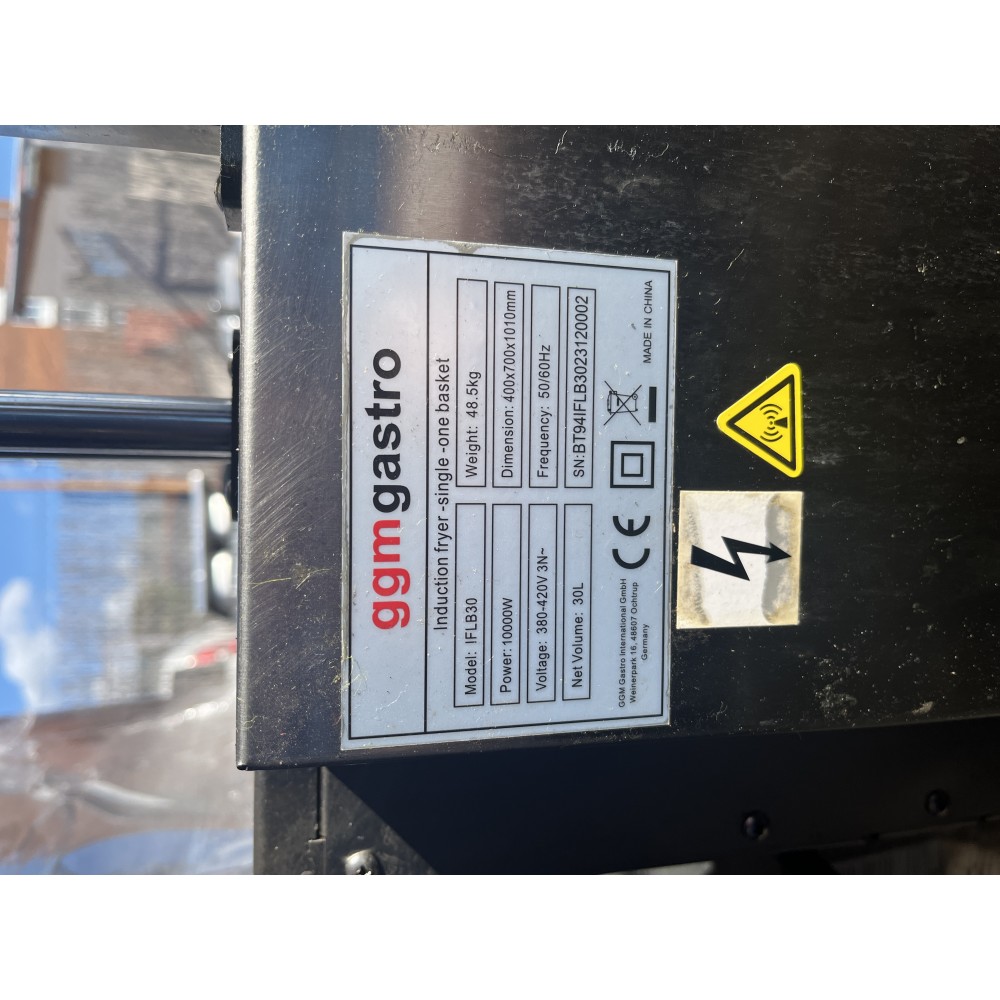 ggmgastro
Induction fryer -single -one basket
Model: IFLB30
Weight: 48.5kg
Power: 10000W
Dimension: 400x700x1010mm
Voltage: 380-420V 3N~
Frequency: 50/60Hz
Net Volume: 30L
SN:BT94IFLB3023120002
GGM Gastro International GmbH
Weinerpark 16, 48607 Ochtrup
Germany
CE
MADE IN CHINA